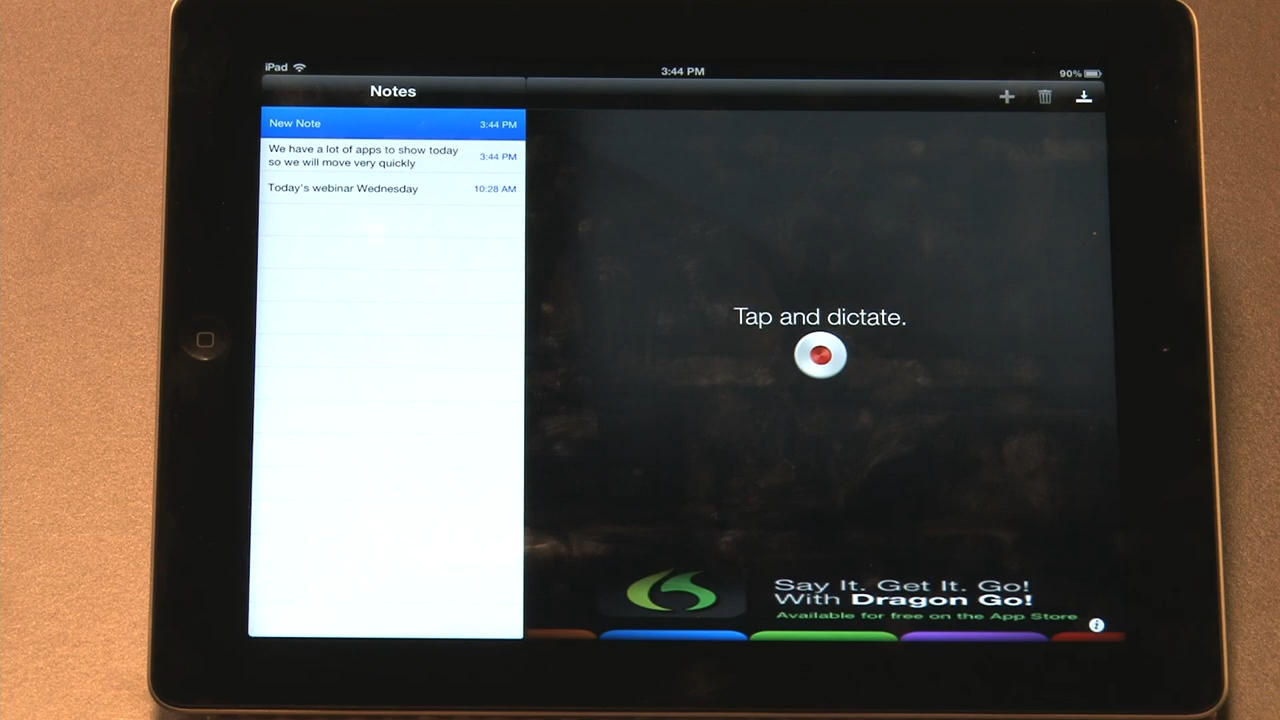 iPad
3:44 PM
90%
Notes
New Note 3:44 PM
We have a lot of apps to show today
so we will move very quickly
3:44 PM
Today's webinar Wednesday 10:28 AM
Tap and dictate.
Say It. Get It. Go!
With Dragon Go!
Available for free on the App Store